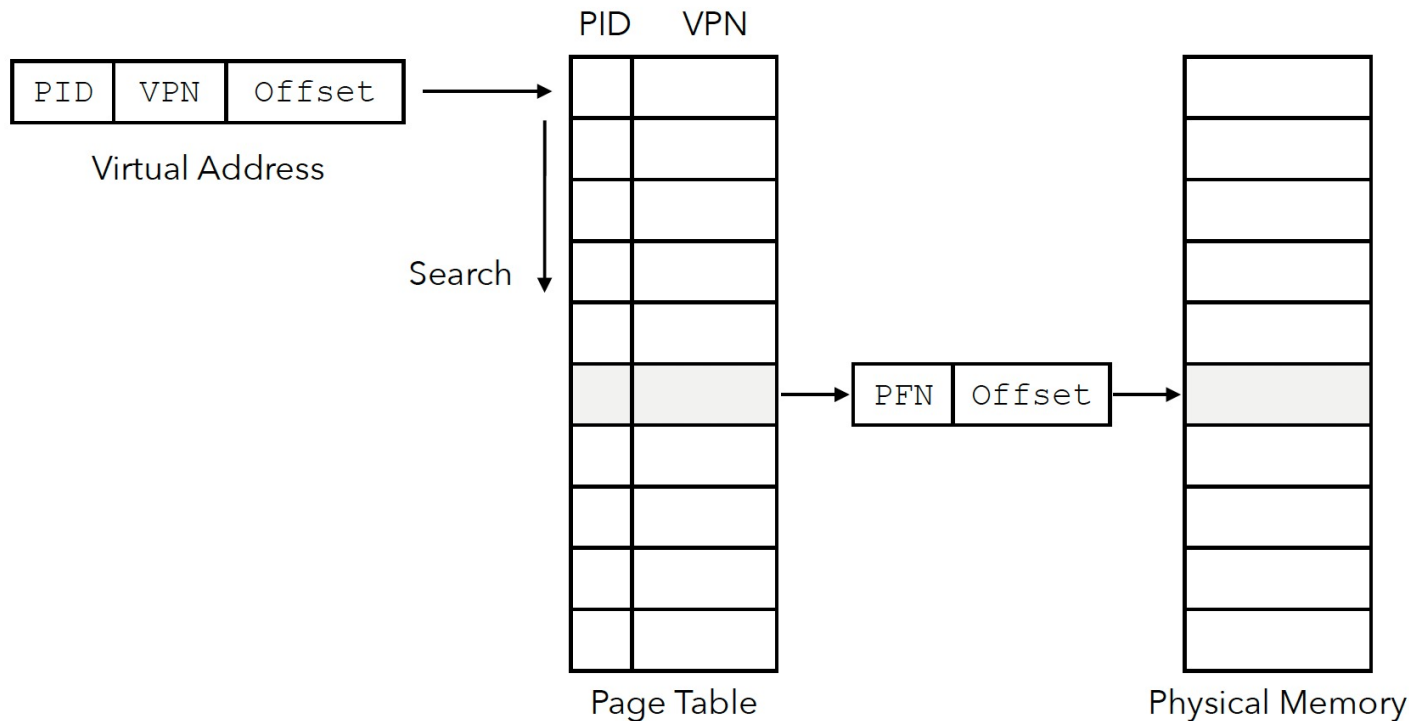 PID VPN
PID VPN Offset
Virtual Address
Search
PFN Offset
Page Table
Physical Memory